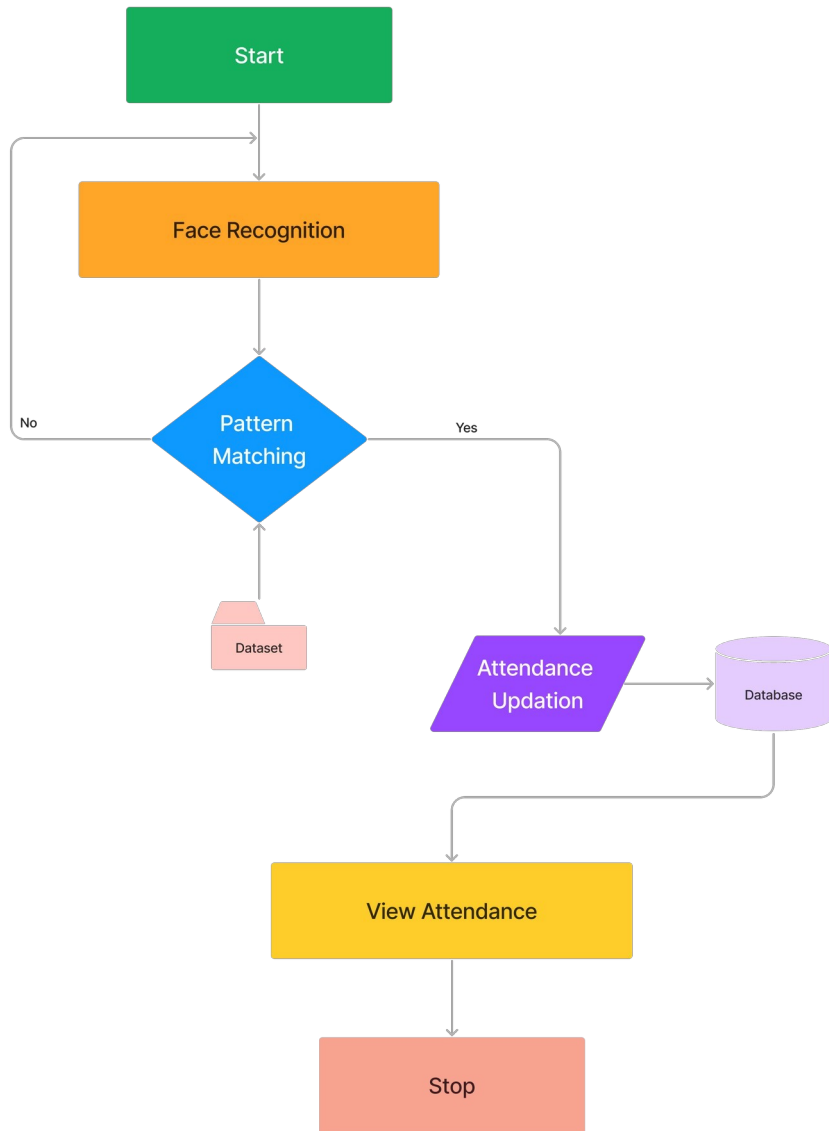 Start
Face Recognition
Pattern
Matching
No
Yes
Dataset
Attendance
Updation
Database
View Attendance
Stop